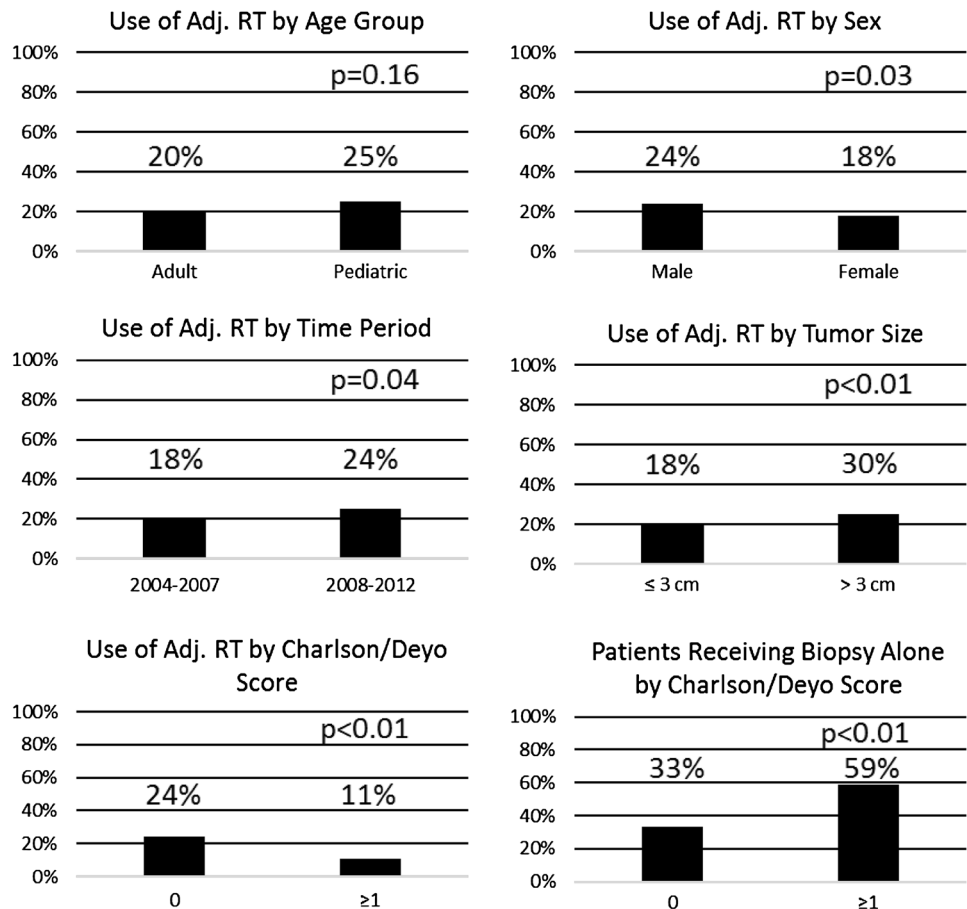 Use of Adj. RT by Age Group
100%
p=0.16
80%
60%
20% 25%
40%
20%
0%
Adult Pediatric
Use of Adj. RT by Sex
100%
p=0.03
80%
60%
24% 18%
40%
20%
0%
Male Female
Use of Adj. RT by Time Period
100%
p=0.04
80%
60%
18% 24%
40%
20%
0%
2004-2007 2008-2012
Use of Adj. RT by Tumor Size
100%
p<0.01
80%
60%
18% 30%
40%
20%
0%
≤ 3 cm > 3 cm
Use of Adj. RT by Charlson/Deyo
Score
100%
p<0.01
80%
60%
24% 11%
40%
20%
0%
0 ≥1
Patients Receiving Biopsy Alone
by Charlson/Deyo Score
100%
p<0.01
80%
33% 59%
60%
40%
20%
0%
0 ≥1